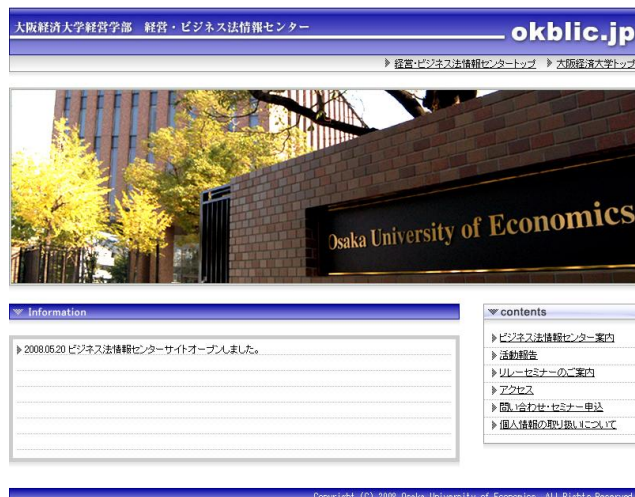 大阪経済大学経営学部 経営・ビジネス法情報センター
okblic.jp
経営・ビジネス法情報センタートップ 大阪経済大学トップ
Osaka University of Economics
Information
2008.05.20 ビジネス法情報センターサイトオープンしました。
contents
ビジネス法情報センター案内
活動報告
リレーセミナーのご案内
アクセス
問い合わせ・セミナー申込
個人情報の取り扱いについて
Copyright (C) 2008 Osaka University of Economics. ALL Rights Reserved.